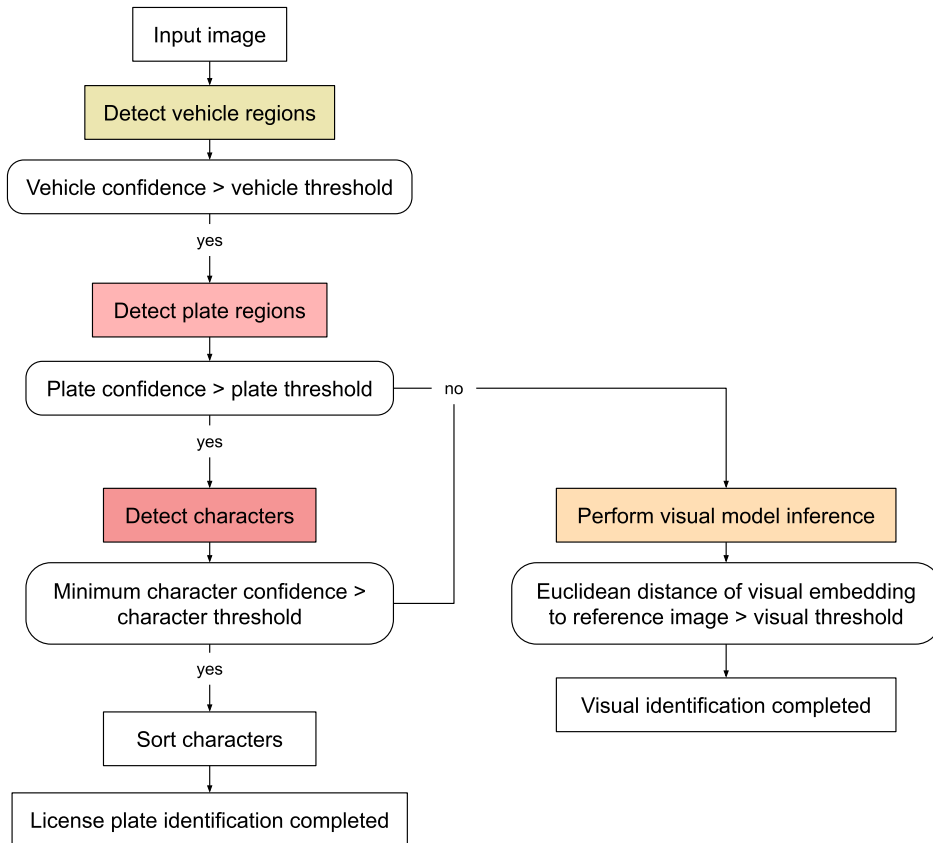 Input image
Detect vehicle regions
Vehicle confidence > vehicle threshold
yes
Detect plate regions
Plate confidence > plate threshold
no
yes
Detect characters
Perform visual model inference
Minimum character confidence >
character threshold
Euclidean distance of visual embedding
to reference image > visual threshold
yes
Visual identification completed
Sort characters
License plate identification completed